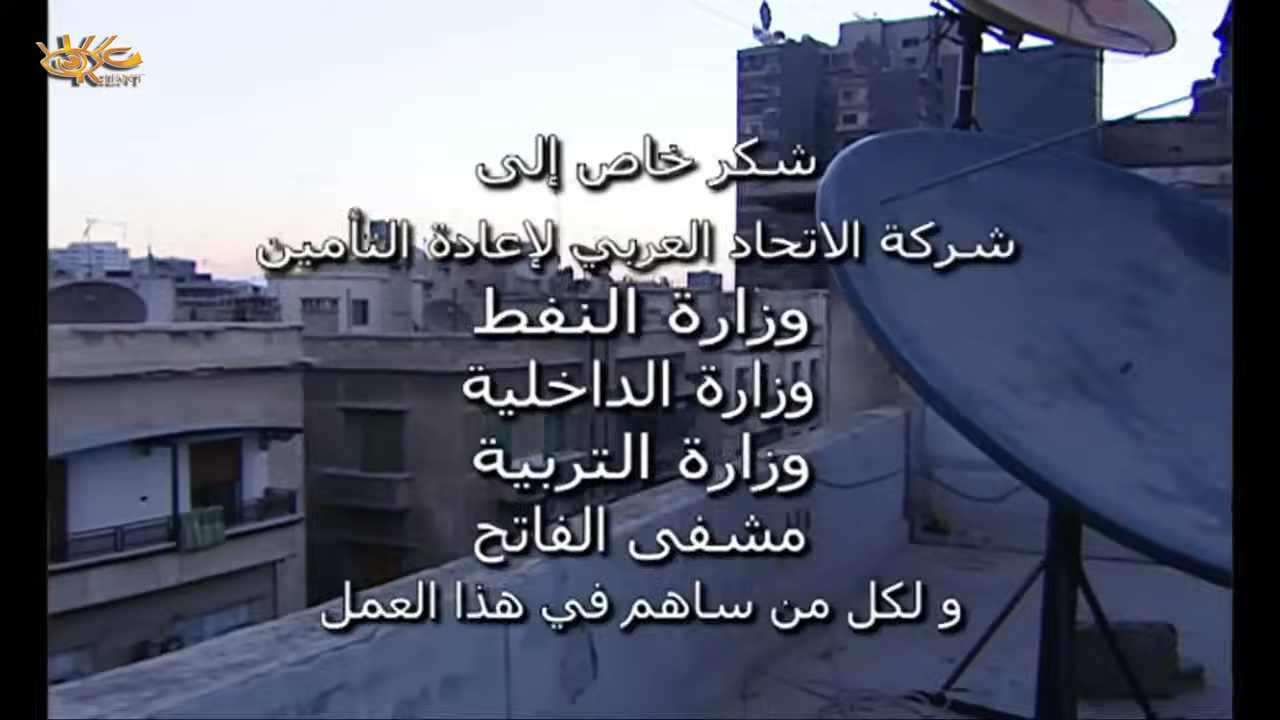 شكر خاص إلى
شركة الاتحاد العربي لإعادة التأمين
وزارة النفط
وزارة الداخلية
وزارة التربية
مشفى الفاتح
و لكل من ساهم في هذا العمل